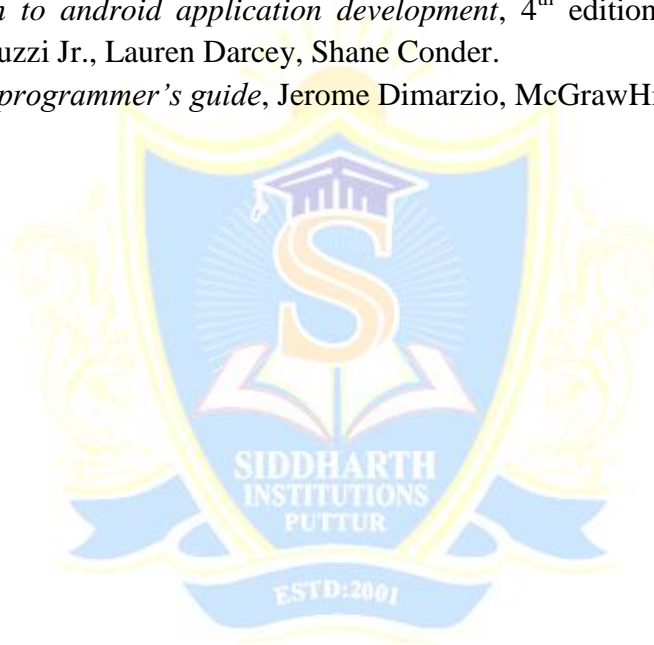 to android application development, 4th edition
uzzi Jr., Lauren Darcey, Shane Conder.
programmer's guide, Jerome Dimarzio, McGrawHi
S
SIDDHARTH
INSTITUTIONS
PUTTUR
ESTD:2001